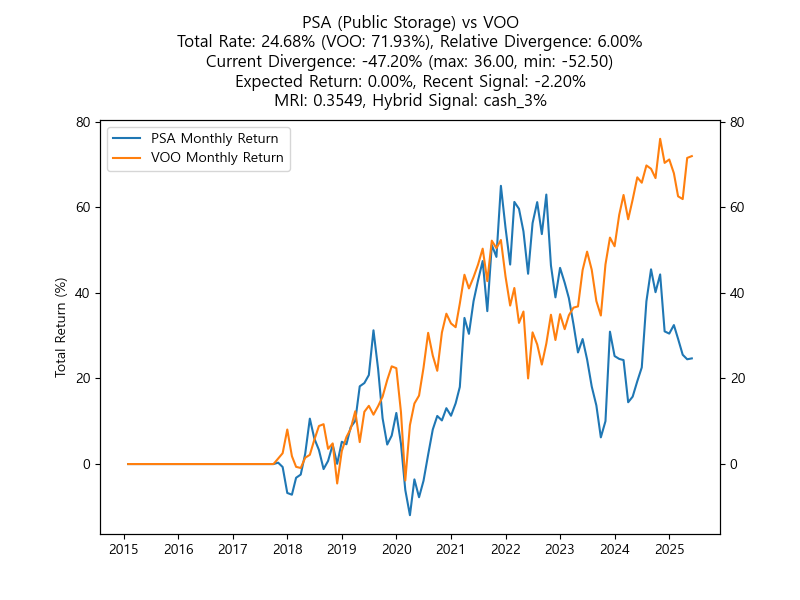 PSA (Public Storage) vs VOO
Total Rate: 24.68% (VOO: 71.93%), Relative Divergence: 6.00%
Current Divergence: -47.20% (max: 36.00, min: -52.50)
Expected Return: 0.00%, Recent Signal: -2.20%
MRI: 0.3549, Hybrid Signal: cash_3%
PSA Monthly Return
VOO Monthly Return
Total Return (%)
80
60
40
20
0
80
60
40
20
0
2015 2016 2017 2018 2019 2020 2021 2022 2023 2024 2025